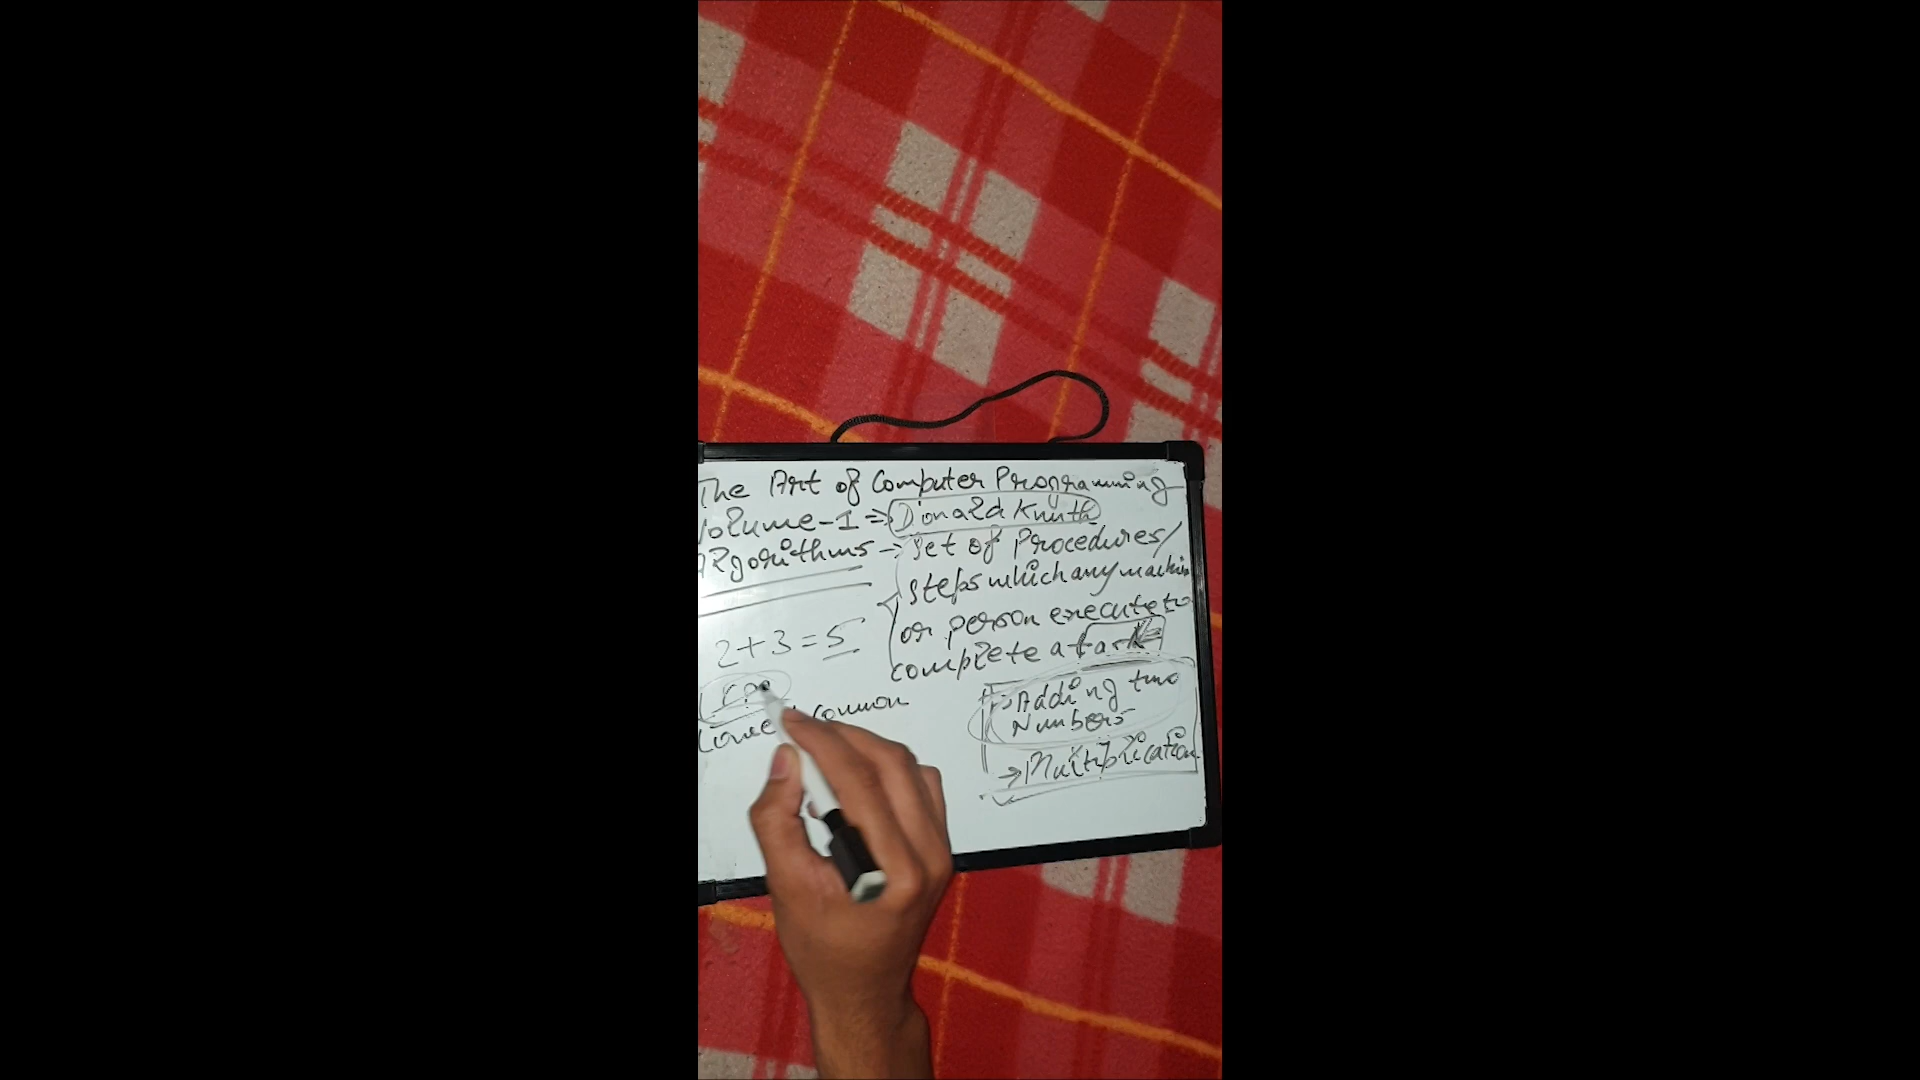 The Art of Computer Programming
Volume-1 => Donald Knuth
Algorithms -> Set of Procedures/
steps which any machin
or person execute to
complete a task
2+3=5
-> Adding two
Numbers
common
-> Multiplication